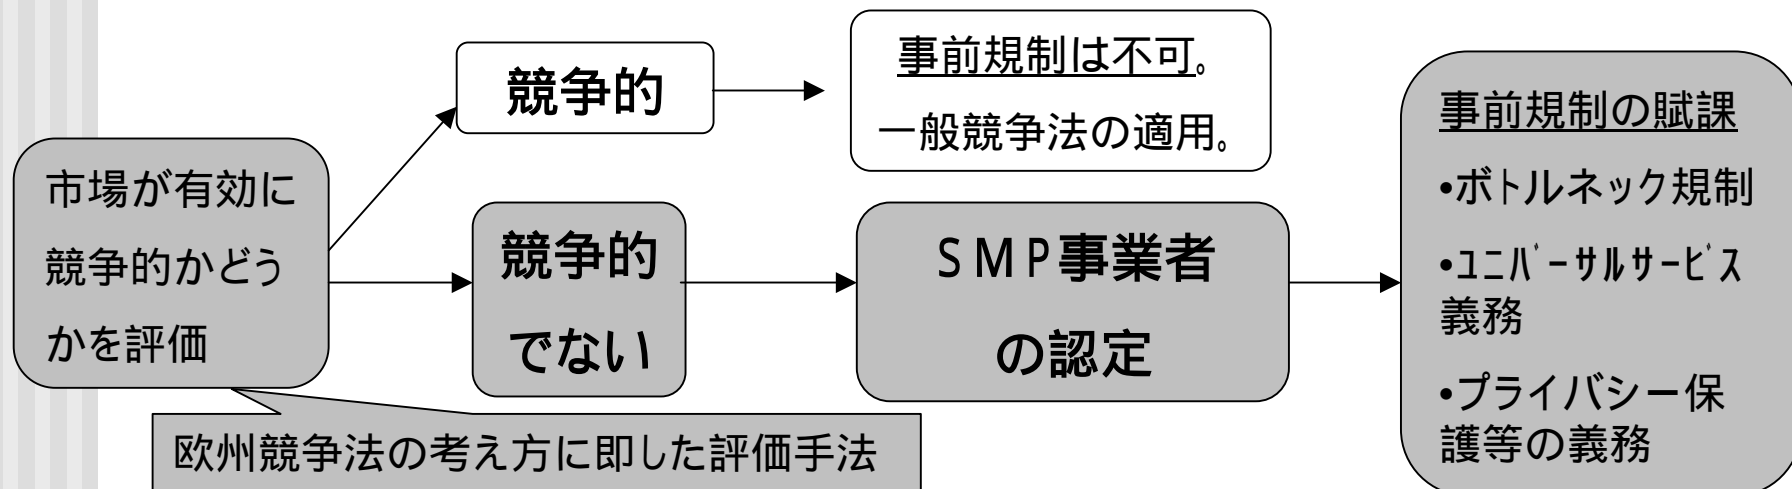 競争的
事前規制は不可。
一般競争法の適用。
市場が有効に
競争的かどう
かを評価
競争的
でない
ＳＭＰ事業者
の認定
事前規制の賦課
•ボトルネック規制
•ﾕﾆﾊﾞｰｻﾙｻｰﾋﾞｽ
義務
•プライバシー保
護等の義務
欧州競争法の考え方に即した評価手法